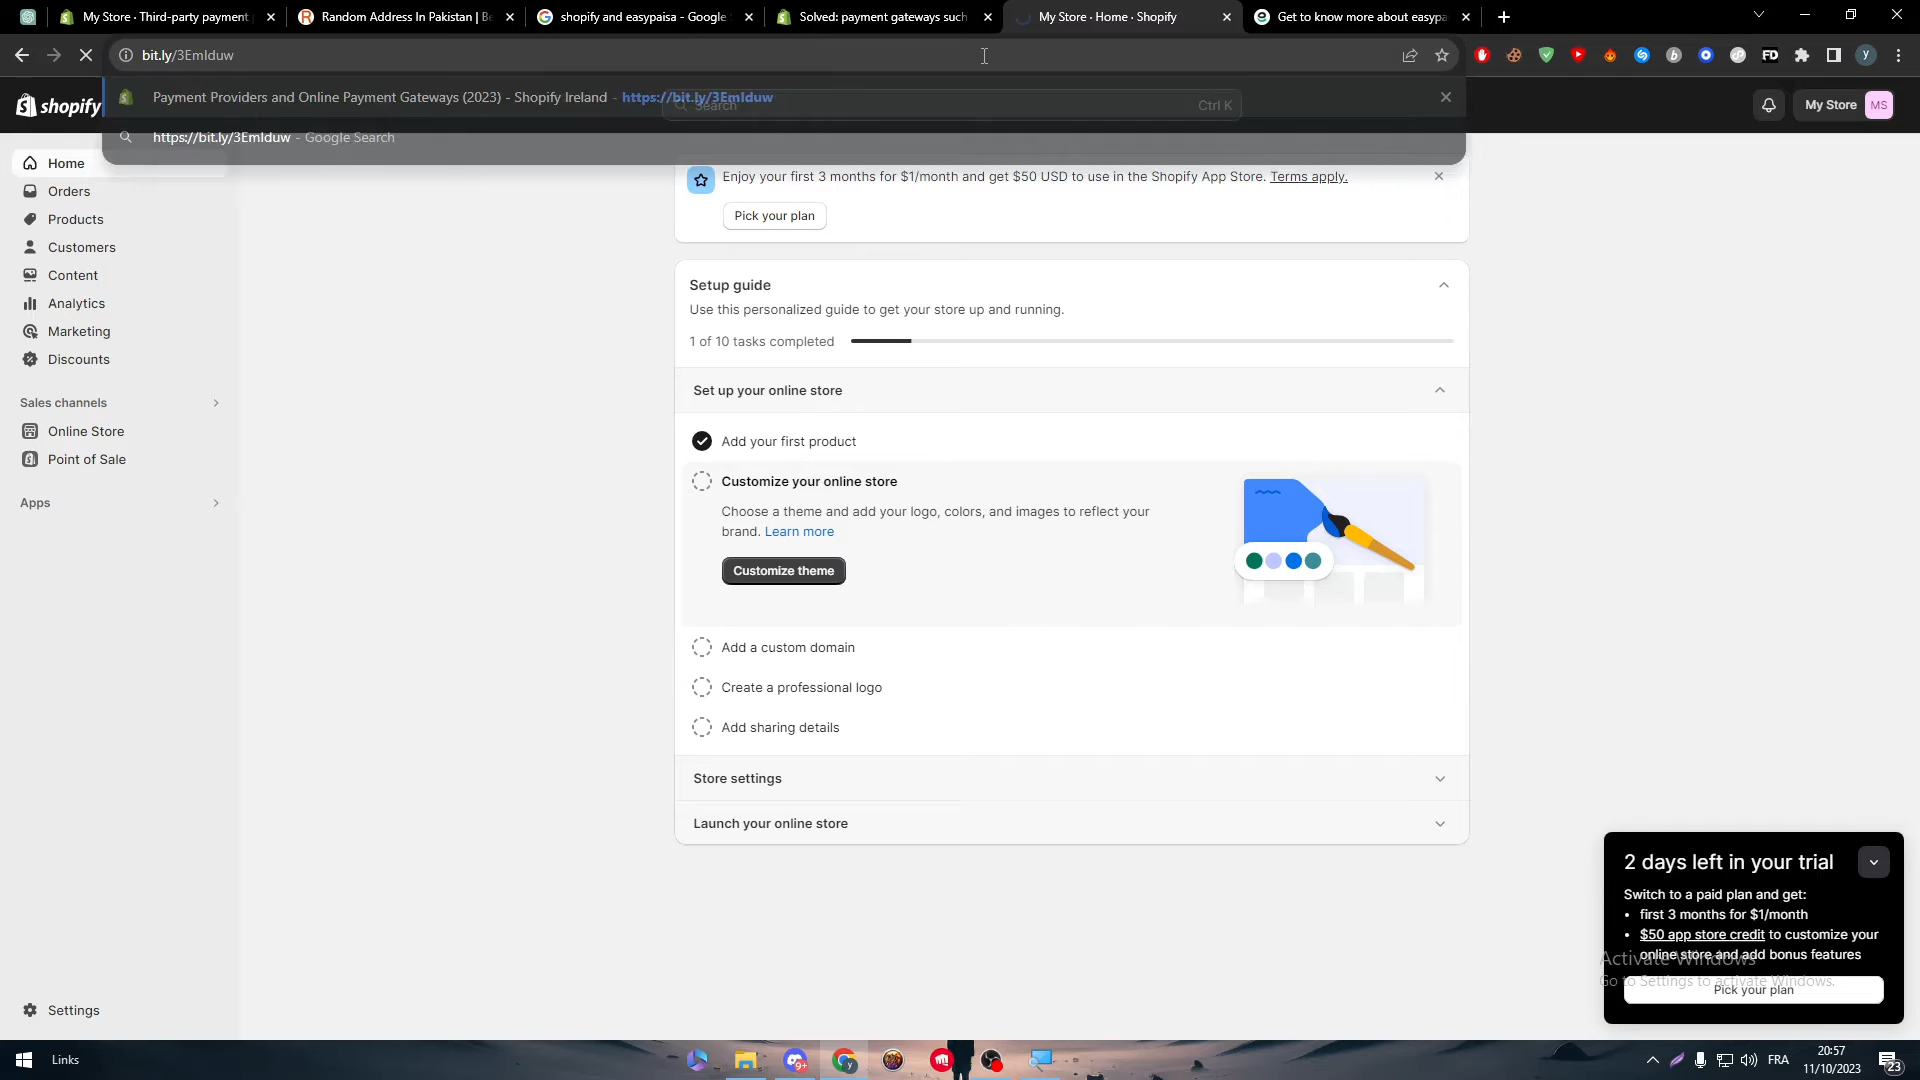 My Store · Third-party payment
Random Address In Pakistan | Be
shopify and easypaisa - Google
Solved: payment gateways such
My Store · Home · Shopify
Get to know more about easypa
bit.ly/3EmIduw
Payment Providers and Online Payment Gateways (2023) - Shopify Ireland - https://bit.ly/3EmIduw
https://bit.ly/3EmIduw - Google Search
shopify
Search
Ctrl K
My Store
MS
FD
Home
Orders
Products
Customers
Content
Analytics
Marketing
Discounts
Sales channels
Online Store
Point of Sale
Apps
Settings
Enjoy your first 3 months for $1/month and get $50 USD to use in the Shopify App Store. Terms apply.
Pick your plan
Setup guide
Use this personalized guide to get your store up and running.
1 of 10 tasks completed
Set up your online store
Add your first product
Customize your online store
Choose a theme and add your logo, colors, and images to reflect your
brand. Learn more
Customize theme
Add a custom domain
Create a professional logo
Add sharing details
Store settings
Launch your online store
2 days left in your trial
Switch to a paid plan and get:
• first 3 months for $1/month
• $50 app store credit to customize your
online store and add bonus features
Pick your plan
Activate Windows
Go to Settings to activate Windows.
Links
9+
FRA
20:57
11/10/2023
23